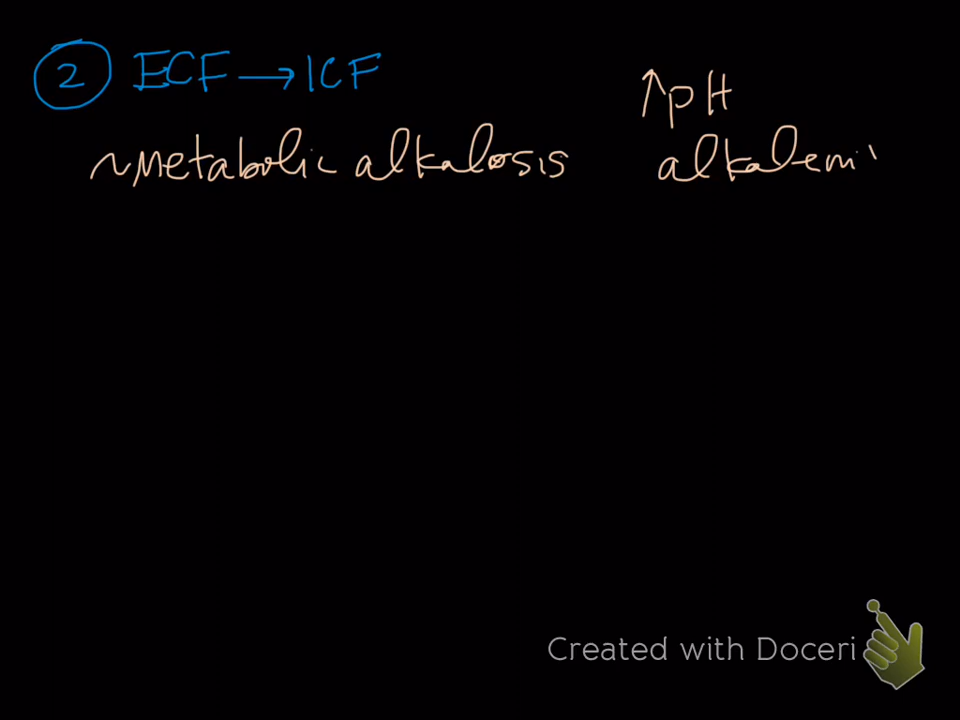 ② ECF → ICF
↑pH
~Metabolic alkalosis alkalemi
Created with Doceri